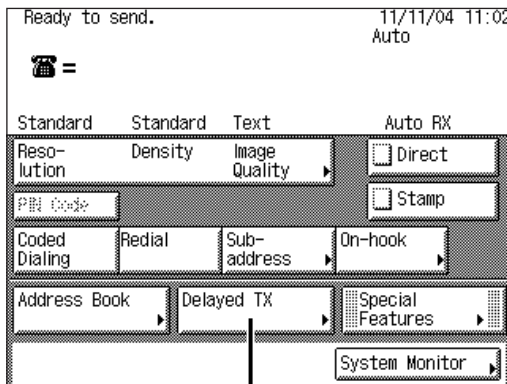 Ready to send. 11/11/04 11:02
Auto
=
Standard Standard Text Auto RX
Reso- Density Image Direct
lution Quality
PIN Code Stamp
Coded Redial Sub- On-hook
Dialing address
Address Book Delayed TX Special
Features
System Monitor